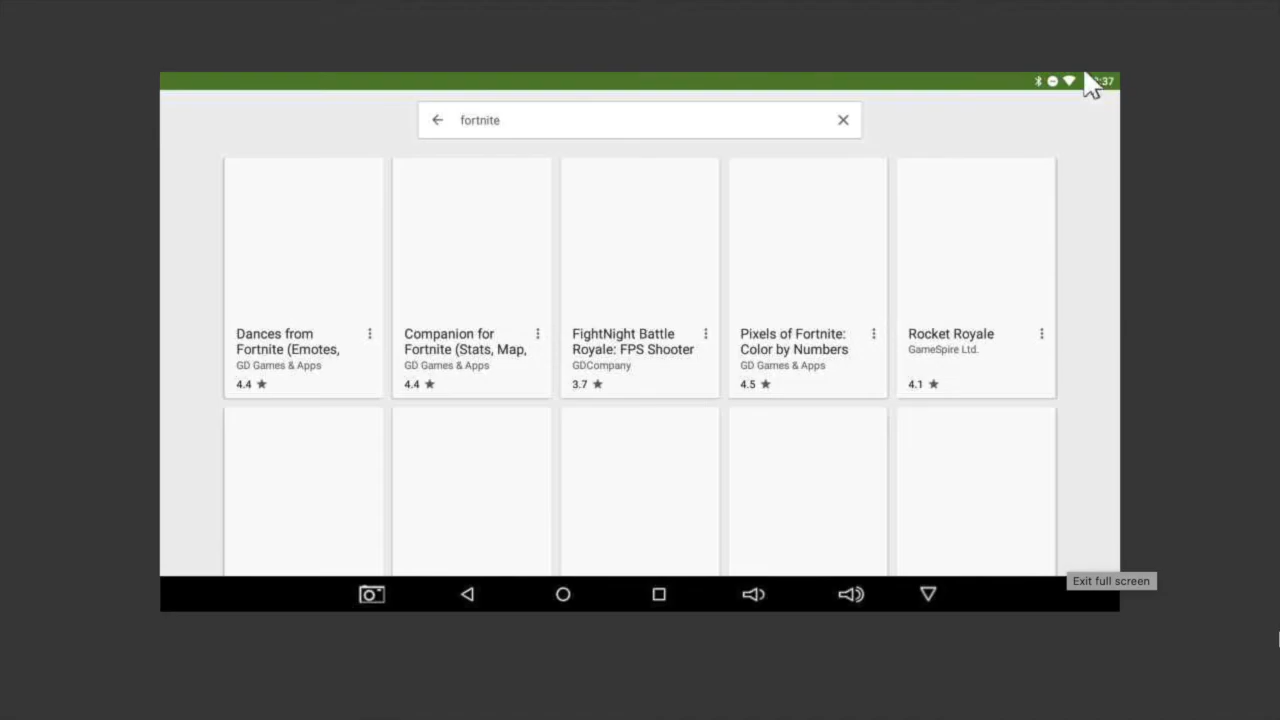 :37
fortnite
Dances from
Fortnite (Emotes,
GD Games & Apps
4.4 ★
Companion for
Fortnite (Stats, Map,
GD Games & Apps
4.4 ★
FightNight Battle
Royale: FPS Shooter
GDCompany
3.7 ★
Pixels of Fortnite:
Color by Numbers
GD Games & Apps
4.5 ★
Rocket Royale
GameSpire Ltd.
4.1 ★
Exit full screen